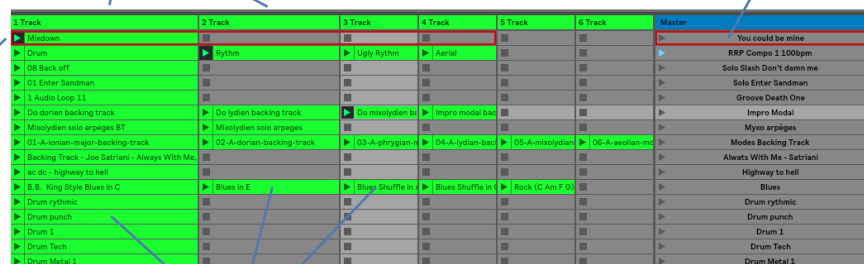 1 Track 2 Track 3 Track 4 Track 5 Track 6 Track Master
Mixdown You could be mine
Drum Rythm Ugly Rythm Aerial RRP Compo 1 100bpm
08 Back off Solo Slash Don't damn me
01 Enter Sandman Solo Enter Sandman
1 Audio Loop 11 Groove Death One
Do dorien backing track Do lydien backing track Do mixolydien ba Impro modal bac Impro Modal
Mixolydien solo arpeges BT Mixolydien solo arpeges Myxo arpèges
01-A-ionian-major-backing-track 02-A-dorian-backing-track 03-A-phrygian-n 04-A-lydian-bacl 05-A-mixolydian 06-A-aeolian-mo Modes Backing Track
Backing Track - Joe Satriani - Always With Me, Alwats With Me - Satriani
ac dc - highway to hell Highway to hell
B.B. King Style Blues in C Blues in E Blues Shuffle in Blues Shuffle in Rock (C Am F G) Blues
Drum rythmic Drum rythmic
Drum punch Drum punch
Drum 1 Drum 1
Drum Tech Drum Tech
Drum Metal 1 Drum Metal 1